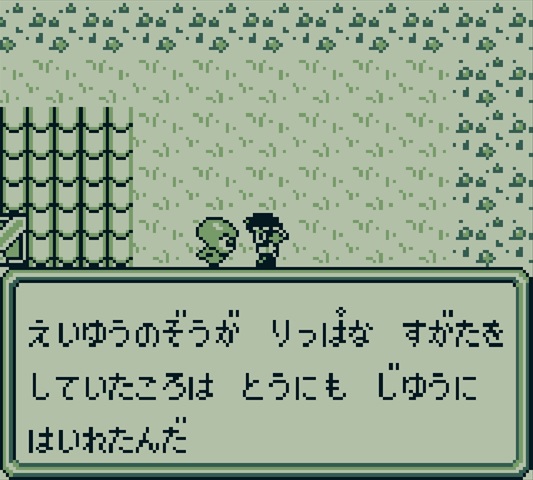 えいゆうのぞうが　りっぱな　すがたを
していたころは　とうにも　じゆうに
はいれたんだ